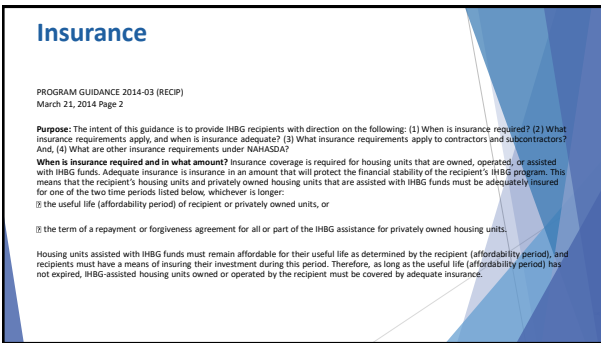 Insurance
PROGRAM GUIDANCE 2014-03 (RECIP)
March 21, 2014 Page 2
Purpose: The intent of this guidance is to provide IHBG recipients with direction on the following: (1) When is insurance required? (2) What
insurance requirements apply, and when is insurance adequate? (3) What insurance requirements apply to contractors and subcontractors?
And, (4) What are other insurance requirements under NAHASDA?
When is insurance required and in what amount? Insurance coverage is required for housing units that are owned, operated, or assisted
with IHBG funds. Adequate insurance is insurance in an amount that will protect the financial stability of the recipient's IHBG program. This
means that the recipient's housing units and privately owned housing units that are assisted with IHBG funds must be adequately insured
for one of the two time periods listed below, whichever is longer:
the useful life (affordability period) of recipient or privately owned units, or
the term of a repayment or forgiveness agreement for all or part of the IHBG assistance for privately owned housing units.
Housing units assisted with IHBG funds must remain affordable for their useful life as determined by the recipient (affordability period), and
recipients must have a means of insuring their investment during this period. Therefore, as long as the useful life (affordability period) has
not expired, IHBG-assisted housing units owned or operated by the recipient must be covered by adequate insurance.